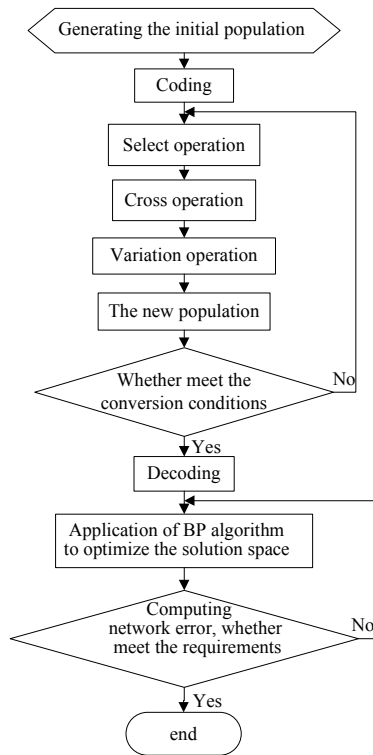 Generating the initial population
Coding
Select operation
Cross operation
Variation operation
The new population
Whether meet the
conversion conditions
No
Yes
Decoding
Application of BP algorithm
to optimize the solution space
Computing
network error, whether
meet the requirements
No
Yes
end